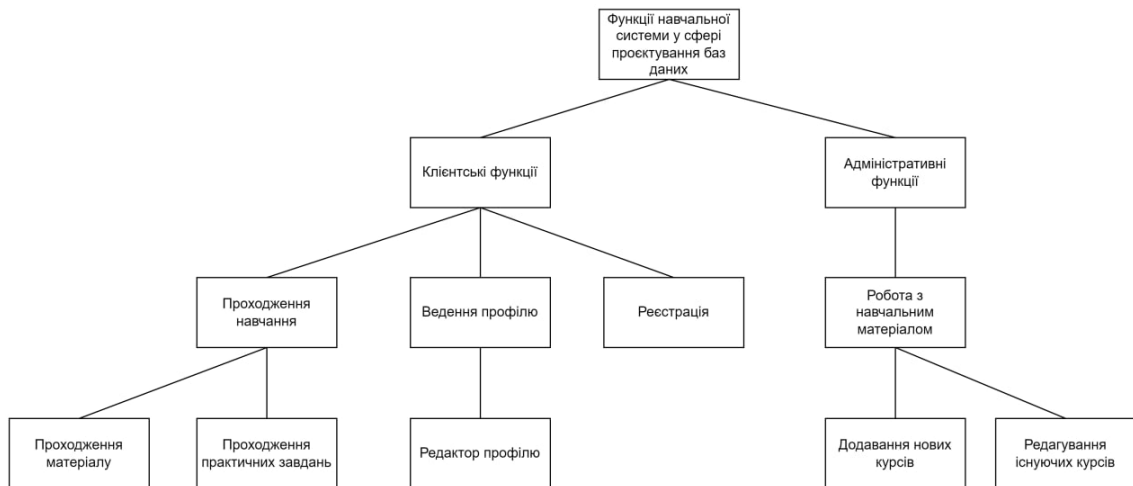 Функції навчальної
системи у сфері
проєктування баз
даних
Клієнтські функції
Адміністративні
функції
Проходження
навчання
Ведення профілю
Реєстрація
Робота з
навчальним
матеріалом
Проходження
матеріалу
Проходження
практичних завдань
Редактор профілю
Додавання нових
курсів
Редагування
існуючих курсів